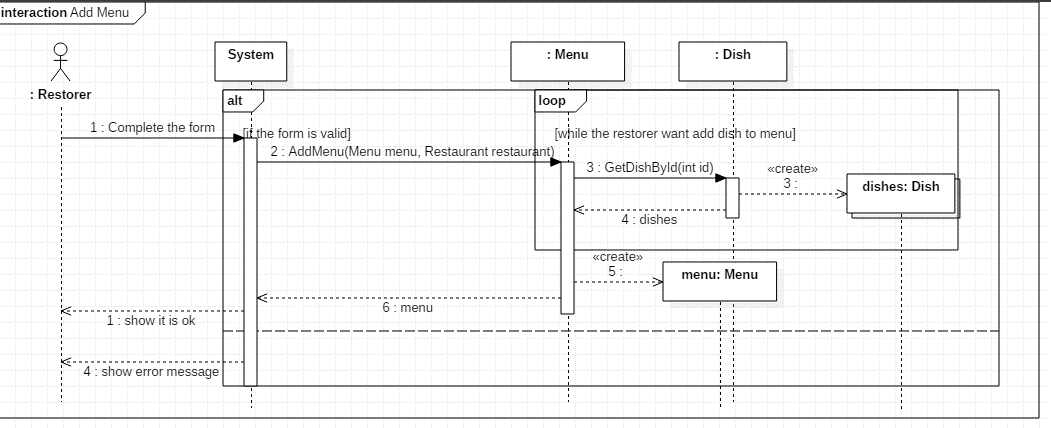 interaction Add Menu
System
: Menu
: Dish
: Restorer
alt
loop
1 : Complete the form
[if the form is valid]
[while the restorer want add dish to menu]
2 : AddMenu(Menu menu, Restaurant restaurant)
3 : GetDishById(int id)
«create»
3 :
dishes: Dish
4 : dishes
«create»
5 :
menu: Menu
6 : menu
1 : show it is ok
4 : show error message